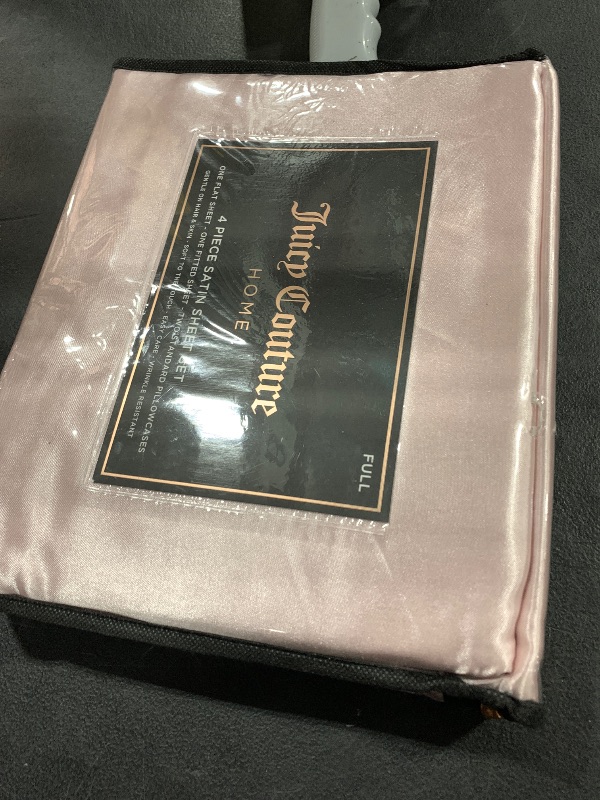 FULL
Juicy Couture
HOME
4 PIECE SATIN SHEET SET
ONE FLAT SHEET · ONE FITTED SHEET · TWO STANDARD PILLOWCASES
GENTLE ON HAIR & SKIN · SOFT TO THE TOUCH · EASY CARE · WRINKLE RESISTANT